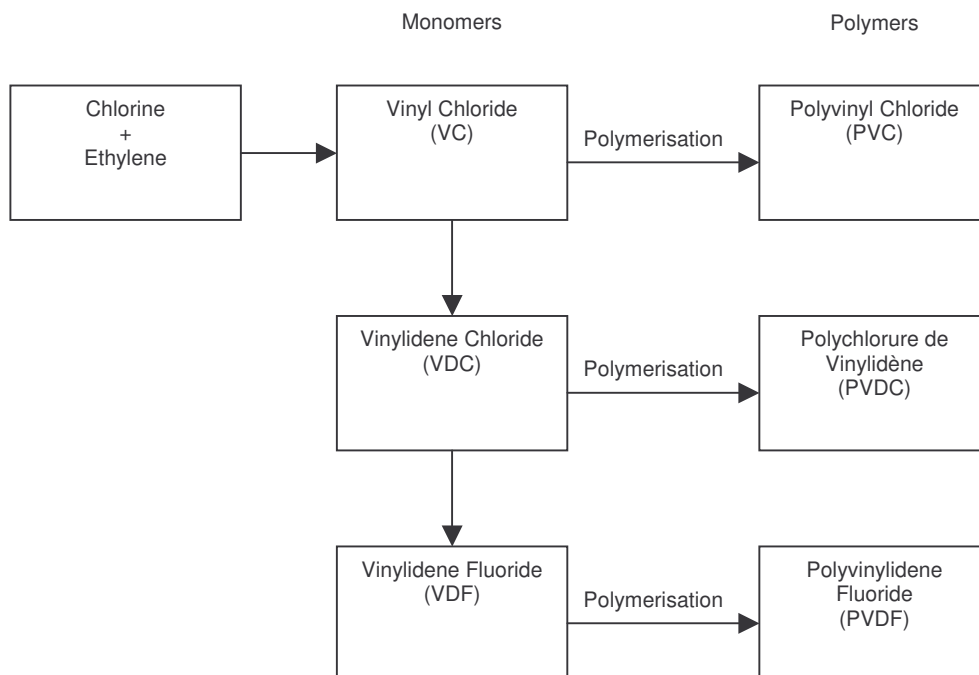 Monomers
Polymers
Chlorine
+
Ethylene
Vinyl Chloride
(VC)
Polymerisation
Polyvinyl Chloride
(PVC)
Vinylidene Chloride
(VDC)
Polymerisation
Polychlorure de
Vinylidène
(PVDC)
Vinylidene Fluoride
(VDF)
Polymerisation
Polyvinylidene
Fluoride
(PVDF)